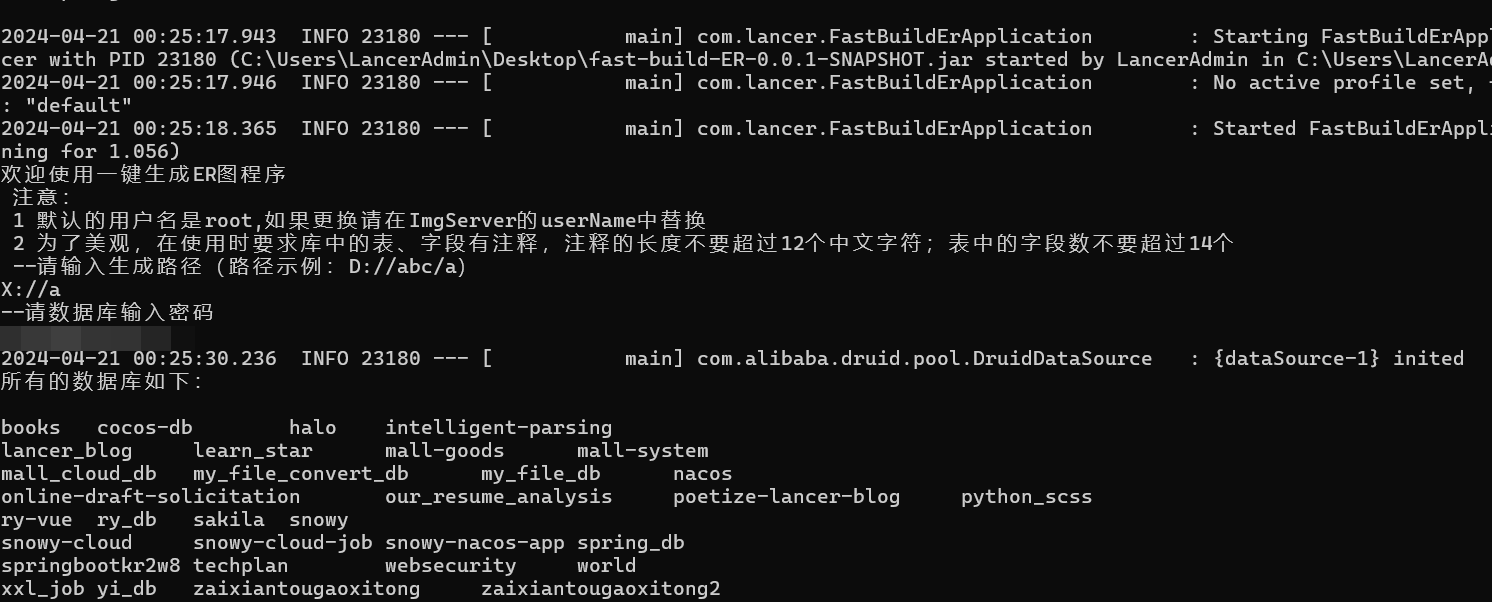 2024-04-21 00:25:17.943  INFO 23180 --- [           main] com.lancer.FastBuildErApplication        : Starting FastBuildErAppl
cer with PID 23180 (C:\Users\LancerAdmin\Desktop\fast-build-ER-0.0.1-SNAPSHOT.jar started by LancerAdmin in C:\Users\LancerAd
2024-04-21 00:25:17.946  INFO 23180 --- [           main] com.lancer.FastBuildErApplication        : No active profile set,
: "default"
2024-04-21 00:25:18.365  INFO 23180 --- [           main] com.lancer.FastBuildErApplication        : Started FastBuildErAppli
ning for 1.056)
欢迎使用一键生成ER图程序
注意:
1 默认的用户名是root,如果更换请在ImgServer的userName中替换
2 为了美观，在使用时要求库中的表、字段有注释，注释的长度不要超过12个中文字符；表中的字段数不要超过14个
--请输入生成路径（路径示例：D://abc/a）
X://a
--请数据库输入密码
2024-04-21 00:25:30.236  INFO 23180 --- [           main] com.alibaba.druid.pool.DruidDataSource   : {dataSource-1} inited
所有的数据库如下：
books   cocos-db        halo    intelligent-parsing
lancer_blog     learn_star      mall-goods      mall-system
mall_cloud_db   my_file_convert_db      my_file_db      nacos
online-draft-solicitation       our_resume_analysis     poetize-lancer-blog     python_scss
ry-vue  ry_db   sakila  snowy
snowy-cloud     snowy-cloud-job snowy-nacos-app spring_db
springbootkr2w8 techplan        websecurity     world
xxl_job yi_db   zaixiantougaoxitong     zaixiantougaoxitong2